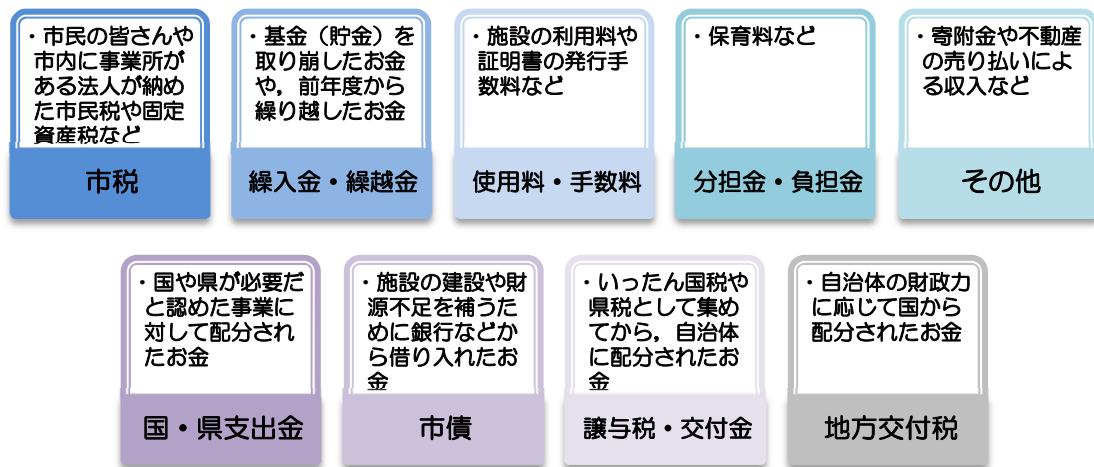 ・市民の皆さんや
市内に事業所が
ある法人が納め
た市民税や固定
資産税など
市税
・基金（貯金）を
取り崩したお金
や，前年度から
繰り越したお金
繰入金・繰越金
・施設の利用料や
証明書の発行手
数料など
使用料・手数料
・保育料など
分担金・負担金
・寄附金や不動産
の売り払いによ
る収入など
その他
・国や県が必要だ
と認めた事業に
対して配分され
たお金
国・県支出金
・施設の建設や財
源不足を補うた
めに銀行などか
ら借り入れたお
金
市債
・いったん国税や
県税として集め
てから，自治体
に配分されたお
金
譲与税・交付金
・自治体の財政力
に応じて国から
配分されたお金
地方交付税